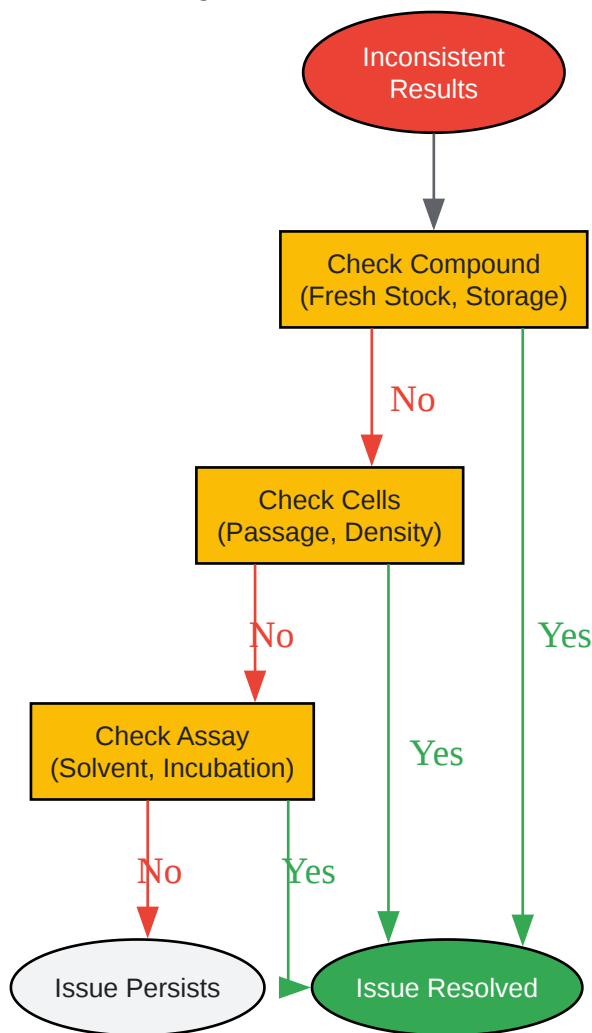 Inconsistent
Results
Check Compound
(Fresh Stock, Storage)
No
Check Cells
(Passage, Density)
No
Yes
Check Assay
(Solvent, Incubation)
Yes
No
Yes
Issue Persists
Issue Resolved